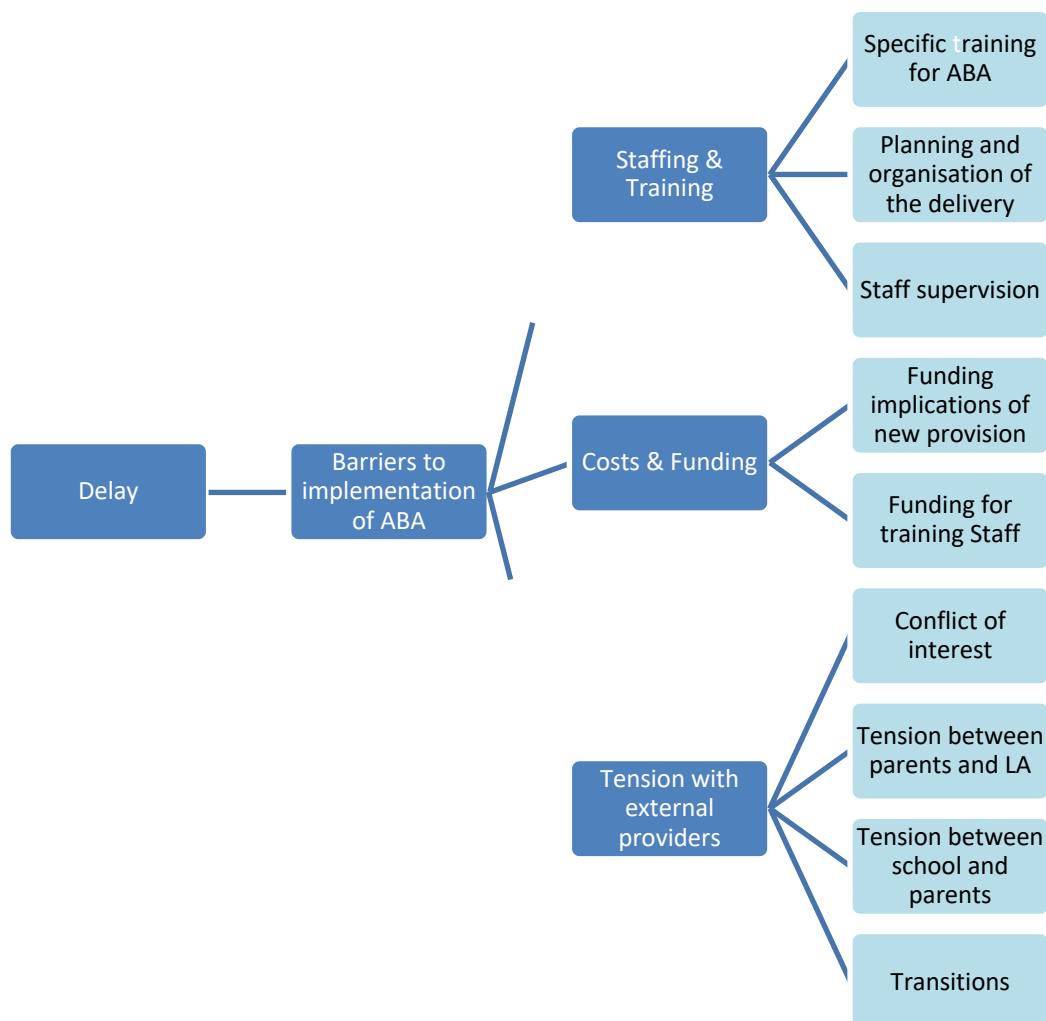 Delay
Barriers to
implementation
of ABA
Staffing &
Training
Specific training
for ABA
Planning and
organisation of
the delivery
Staff supervision
Costs & Funding
Funding
implications of
new provision
Funding for
training Staff
Tension with
external
providers
Conflict of
interest
Tension between
parents and LA
Tension between
school and
parents
Transitions